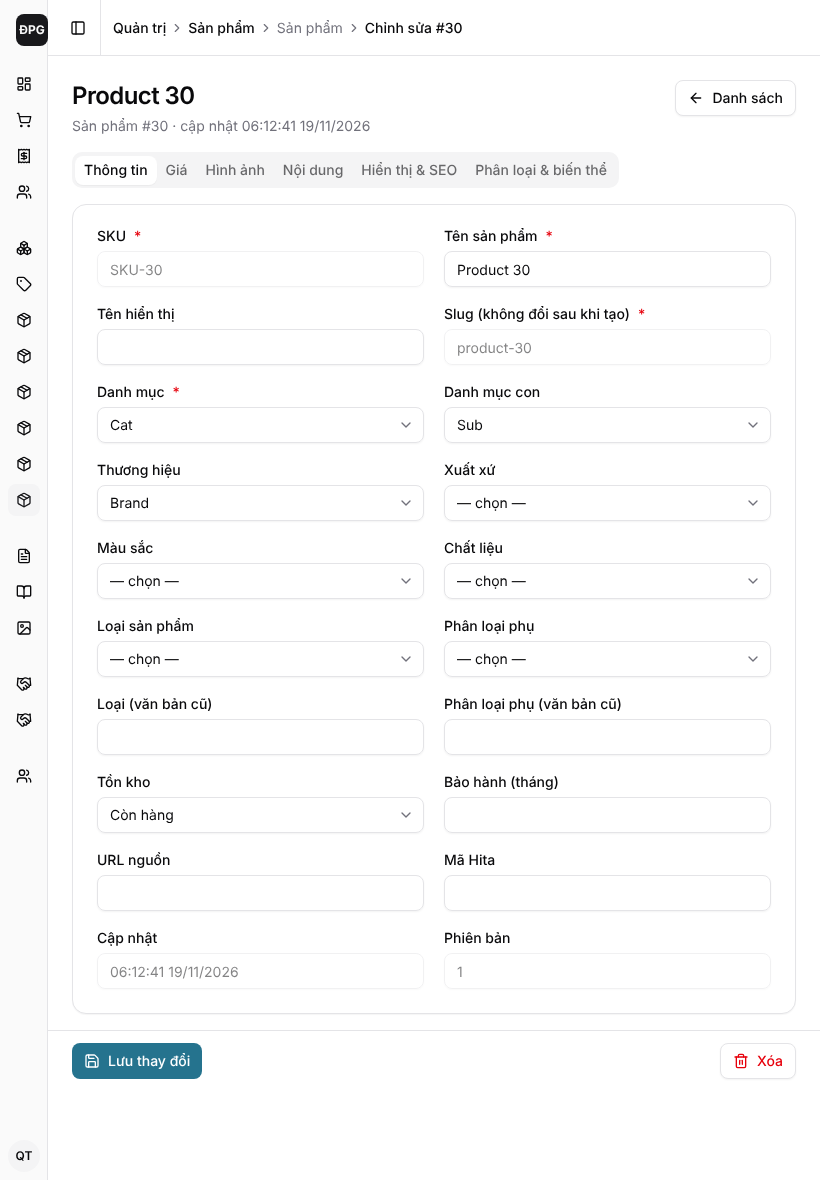 ĐPG
Quản trị > Sản phẩm > Sản phẩm > Chỉnh sửa #30
Product 30
Danh sách
Sản phẩm #30 · cập nhật 06:12:41 19/11/2026
Thông tin Giá Hình ảnh Nội dung Hiển thị & SEO Phân loại & biến thể
SKU * Tên sản phẩm *
SKU-30 Product 30
Tên hiển thị Slug (không đổi sau khi tạo) *
product-30
Danh mục * Danh mục con
Cat Sub
Thương hiệu Xuất xứ
Brand — chọn —
Màu sắc Chất liệu
— chọn — — chọn —
Loại sản phẩm Phân loại phụ
— chọn — — chọn —
Loại (văn bản cũ) Phân loại phụ (văn bản cũ)
Tồn kho Bảo hành (tháng)
Còn hàng
URL nguồn Mã Hita
Cập nhật Phiên bản
06:12:41 19/11/2026 1
Lưu thay đổi Xóa
QT